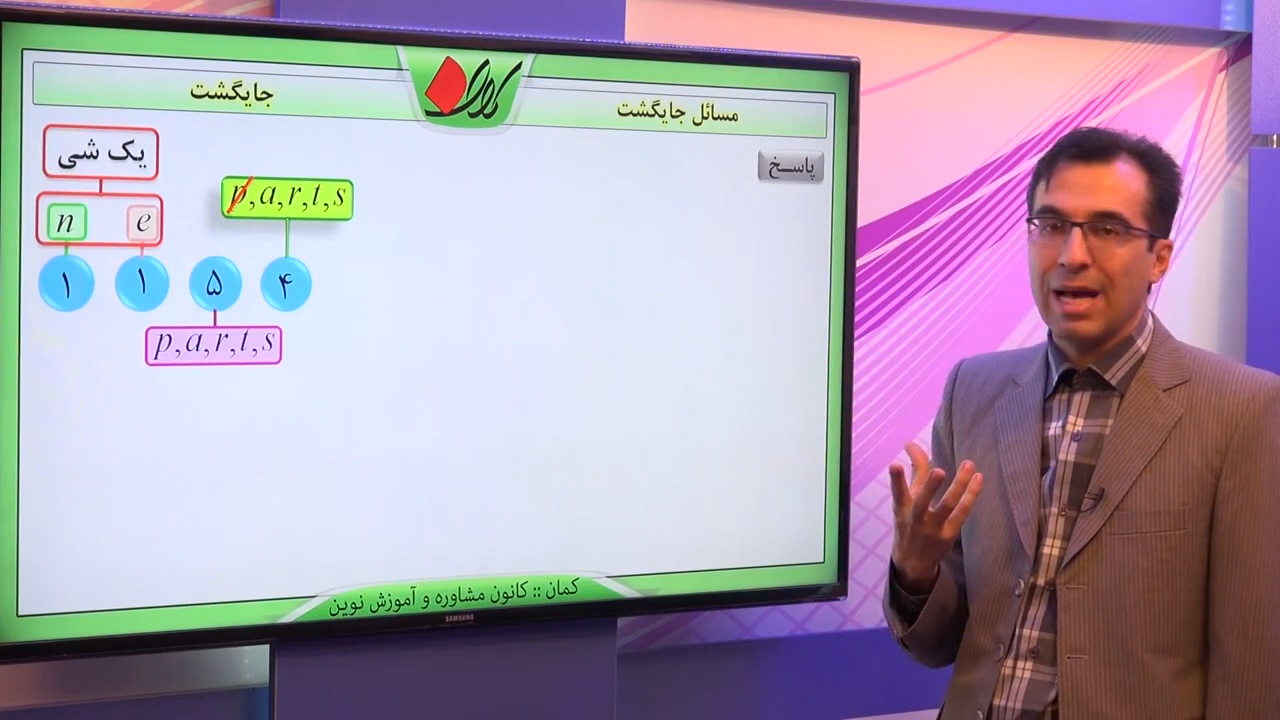 مسائل جایگشت
جایگشت
پاسخ
یک شی
n e
p,a,r,t,s
۱ ۱ ۵ ۴
p,a,r,t,s
کمان :: کانون مشاوره و آموزش نوین
SAMSUNG